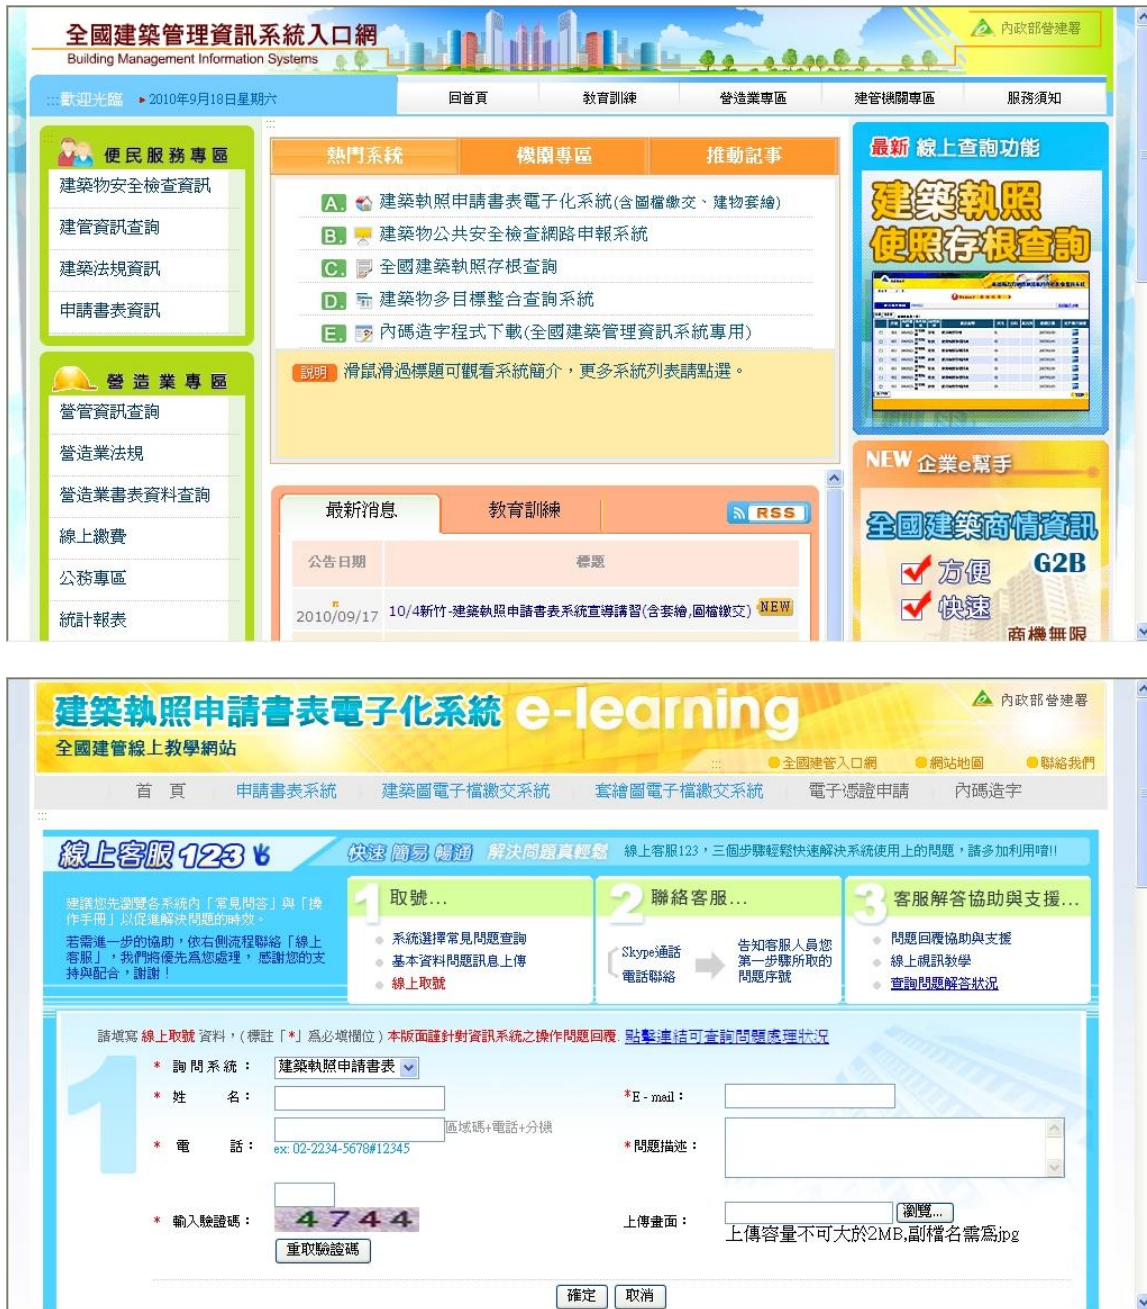 全國建築管理資訊系統入口網
Building Management Information Systems
內政部營建署
:::歡迎光臨 2010年9月18日星期六
回首頁 教育訓練 營造業專區 建管機關專區 服務須知
便民服務專區
建築物安全檢查資訊
建管資訊查詢
建築法規資訊
申請書表資訊
營造業專區
營管資訊查詢
營造業法規
營造業書表資料查詢
線上繳費
公務專區
統計報表
熱門系統 機關專區 推動記事
A. 建築執照申請書表電子化系統(含圖檔繳交、建物套繪)
B. 建築物公共安全檢查網路申報系統
C. 全國建築執照存根查詢
D. 建築物多目標整合查詢系統
E. 內碼造字程式下載(全國建築管理資訊系統專用)
說明 滑鼠滑過標題可觀看系統簡介，更多系統列表請點選。
最新消息 教育訓練 RSS
公告日期 標題
2010/09/17 10/4新竹-建築執照申請書表系統宣導講習(含套繪,圖檔繳交) NEW
最新 線上查詢功能
建築執照
使照存根查詢
NEW 企業e幫手
全國建築商情資訊
G2B
方便
快速
商機無限
建築執照申請書表電子化系統 e-learning
全國建管線上教學網站
內政部營建署
::: 全國建管入口網 網站地圖 聯絡我們
首 頁 申請書表系統 建築圖電子檔繳交系統 套繪圖電子檔繳交系統 電子憑證申請 內碼造字
:::
線上客服123 快速 簡易 暢通 解決問題真輕鬆 線上客服123，三個步驟輕鬆快速解決系統使用上的問題，請多加利用唷!!
建議您先瀏覽各系統內「常見問答」與「操
作手冊」以促進解決問題的時效。
若需進一步的協助，依右側流程聯絡「線上
客服」，我們將優先為您處理，感謝您的支
持與配合，謝謝！
1 取號...
系統選擇常見問題查詢
基本資料問題訊息上傳
線上取號
2 聯絡客服...
Skype通話
電話聯絡
告知客服人員您
第一步驟所取的
問題序號
3 客服解答協助與支援...
問題回覆協助與支援
線上視訊教學
查詢問題解答狀況
請填寫 線上取號 資料，(標註「*」為必填欄位) 本版面謹針對資訊系統之操作問題回覆. 點擊連結可查詢問題處理狀況
1
* 詢問系統： 建築執照申請書表
* 姓 名：
*E - mail：
* 電 話： 區域碼+電話+分機
ex: 02-2234-5678#12345
*問題描述：
* 輸入驗證碼： 4744
重取驗證碼
上傳畫面： 瀏覽...
上傳容量不可大於2MB,副檔名需為jpg
確定 取消